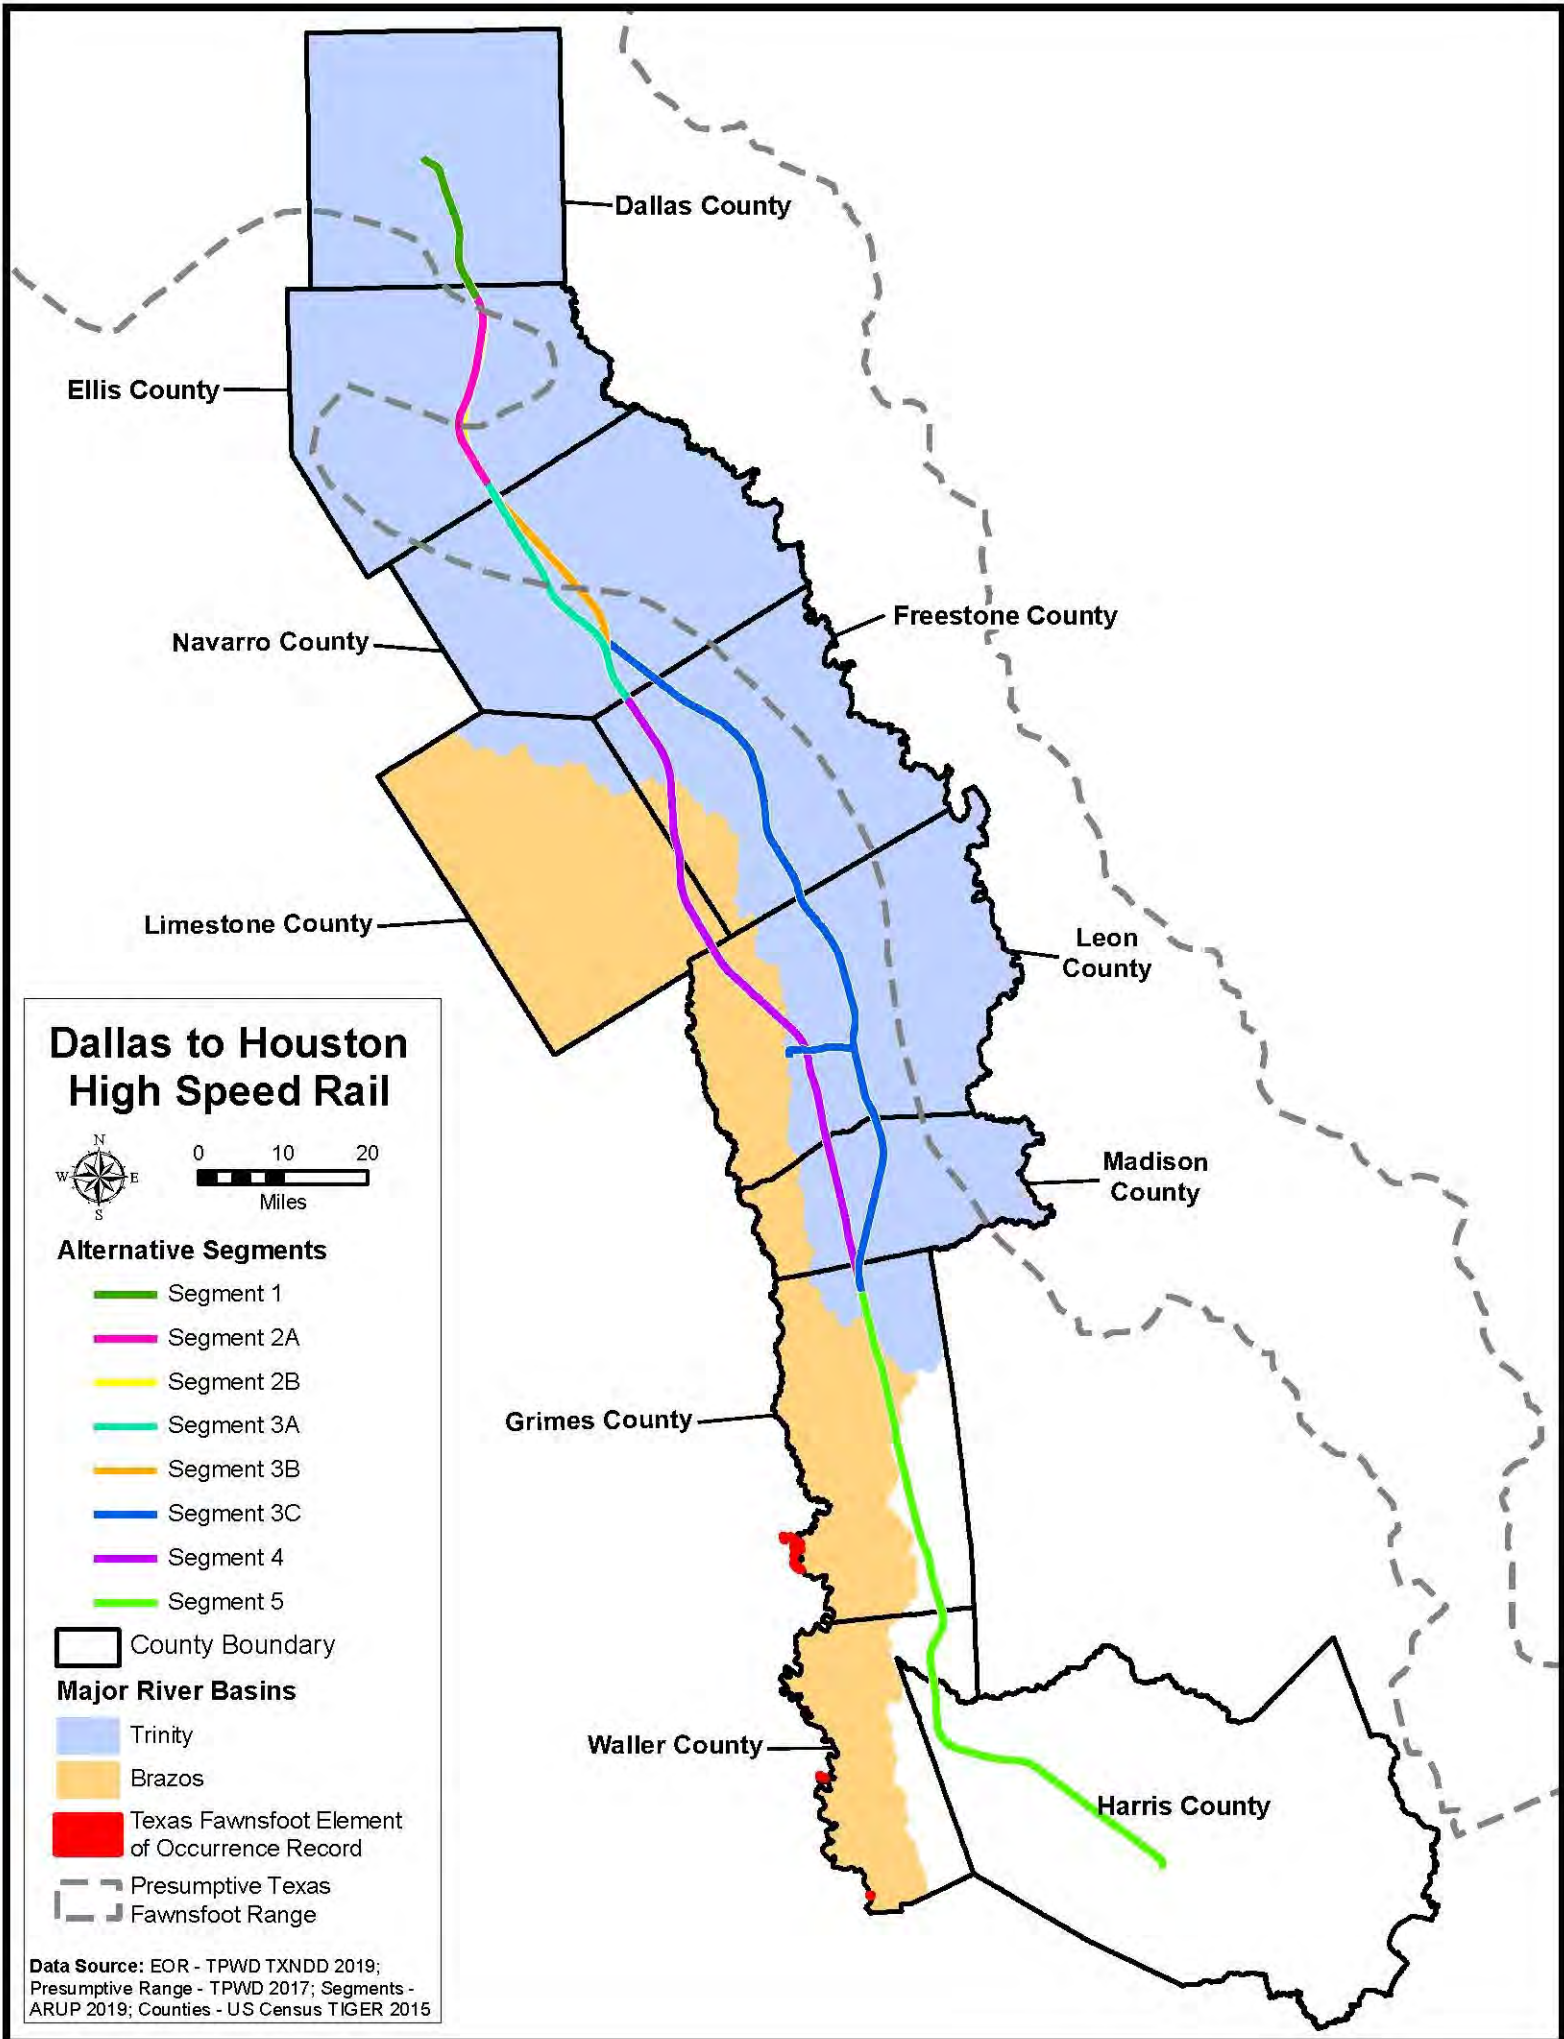 Dallas County
Ellis County
Freestone County
Navarro County
Limestone County
Leon
County
Madison
County
Grimes County
Waller County
Harris County
Dallas to Houston
High Speed Rail
N
W E
S
0 10 20
Miles
Alternative Segments
Segment 1
Segment 2A
Segment 2B
Segment 3A
Segment 3B
Segment 3C
Segment 4
Segment 5
County Boundary
Major River Basins
Trinity
Brazos
Texas Fawnsfoot Element
of Occurrence Record
Presumptive Texas
Fawnsfoot Range
Data Source: EOR - TPWD TXNDD 2019;
Presumptive Range - TPWD 2017; Segments -
ARUP 2019; Counties - US Census TIGER 2015